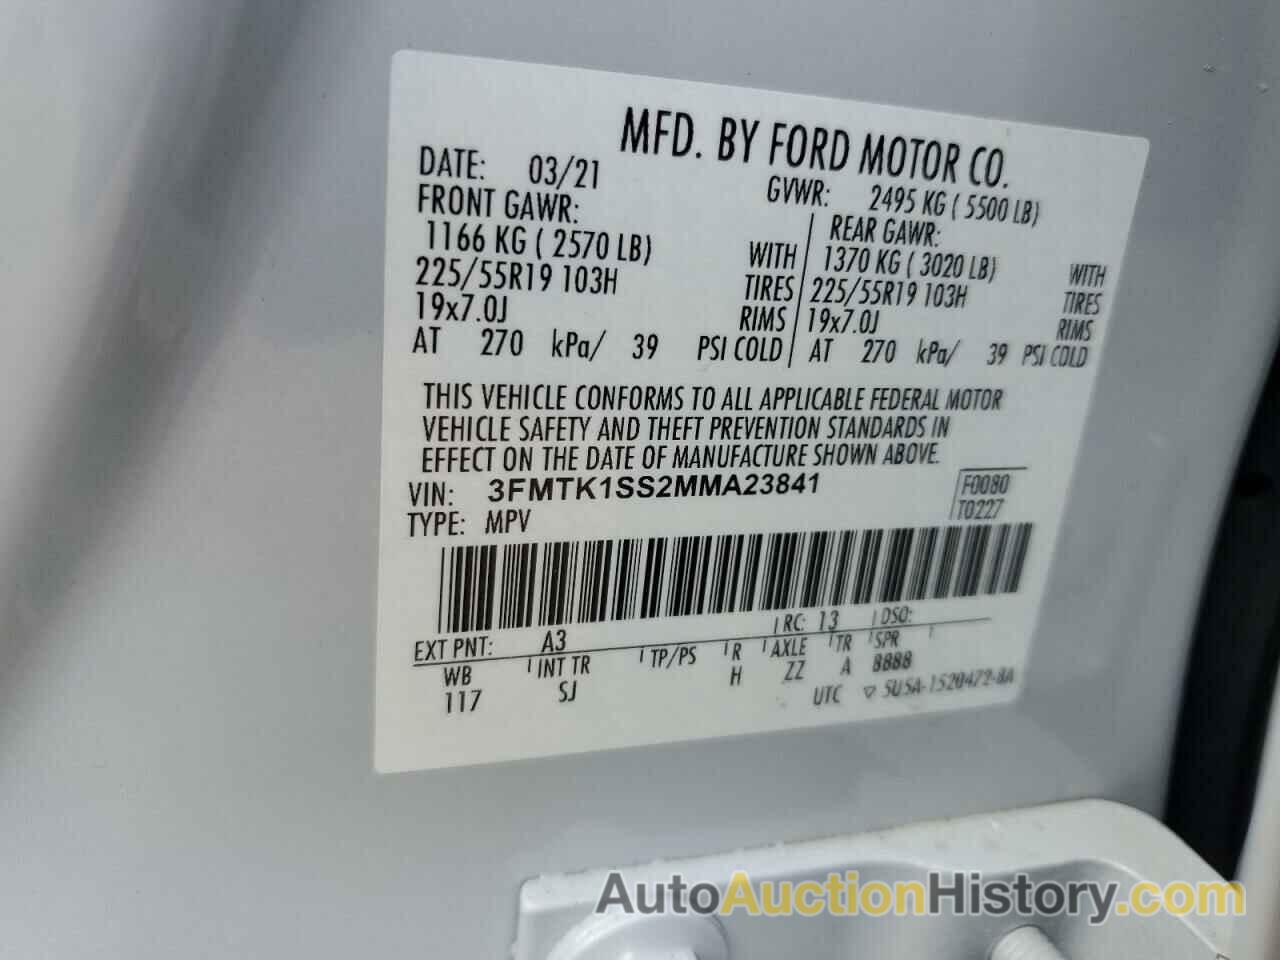 MFD. BY FORD MOTOR CO.
DATE: 03/21 GVWR: 2495 KG ( 5500 LB)
FRONT GAWR: REAR GAWR:
1166 KG ( 2570 LB) WITH 1370 KG ( 3020 LB) WITH
225/55R19 103H TIRES 225/55R19 103H TIRES
19x7.0J RIMS 19x7.0J RIMS
AT 270 kPa/ 39 PSI COLD AT 270 kPa/ 39 PSI COLD
THIS VEHICLE CONFORMS TO ALL APPLICABLE FEDERAL MOTOR
VEHICLE SAFETY AND THEFT PREVENTION STANDARDS IN
EFFECT ON THE DATE OF MANUFACTURE SHOWN ABOVE.
VIN: 3FMTK1SS2MMA23841 F0080
TYPE: MPV T0227
EXT PNT: A3 RC: 13 DSO:
WB INT TR TP/PS R AXLE TR SPR
117 SJ H ZZ A 8888
UTC ▽ 5U5A-1520472-BA
AutoAuctionHistory.com